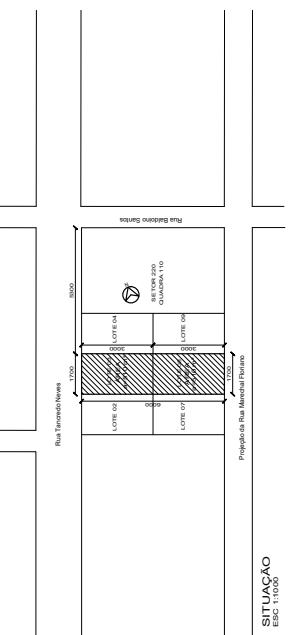 Rua Baldoino Santos
5300
SETOR 220
QUADRA 110
LOTE 04
LOTE 09
3000
3000
1700
1700
LOTE 02
6000
LOTE 07
Rua Tancredo Neves
Projeção da Rua Marechal Floriano
SITUAÇÃO
ESC 1:1000